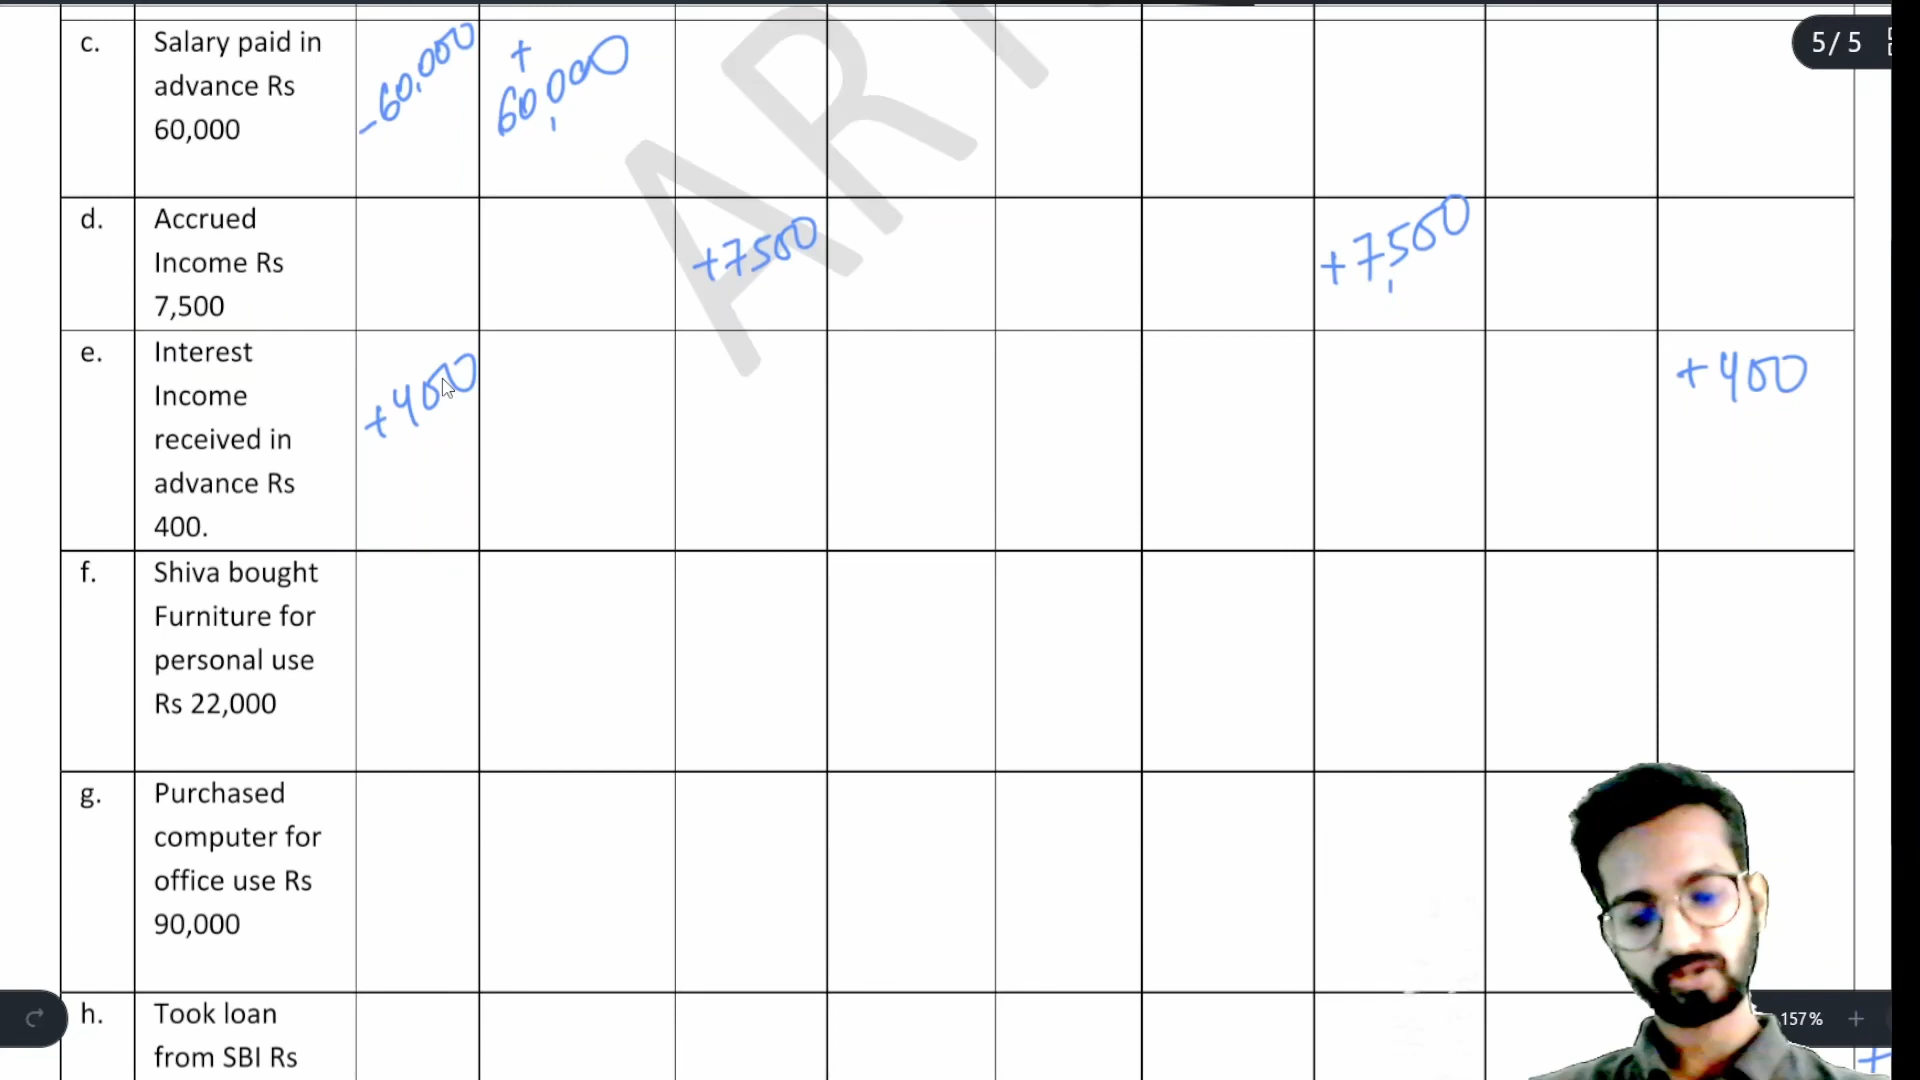 5/5
c. Salary paid in
advance Rs
60,000
-60,000
+
60,000
d. Accrued
Income Rs
7,500
+7500
+7,500
e. Interest
Income
received in
advance Rs
400.
+400
+400
f. Shiva bought
Furniture for
personal use
Rs 22,000
g. Purchased
computer for
office use Rs
90,000
h. Took loan
from SBI Rs
157% +
+